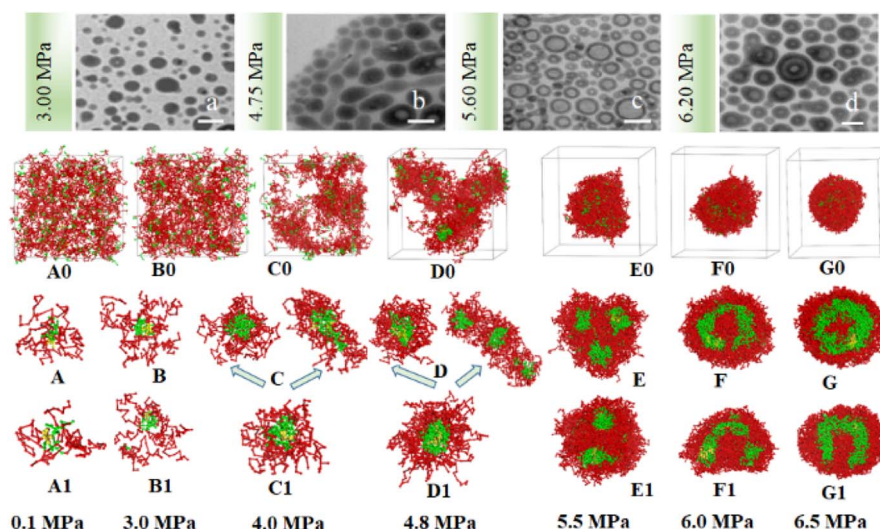 3.00 MPa
a
4.75 MPa
b
5.60 MPa
c
6.20 MPa
d
A0 B0 C0 D0 E0 F0 G0
A B C D E F G
A1 B1 C1 D1 E1 F1 G1
0.1 MPa 3.0 MPa 4.0 MPa 4.8 MPa 5.5 MPa 6.0 MPa 6.5 MPa